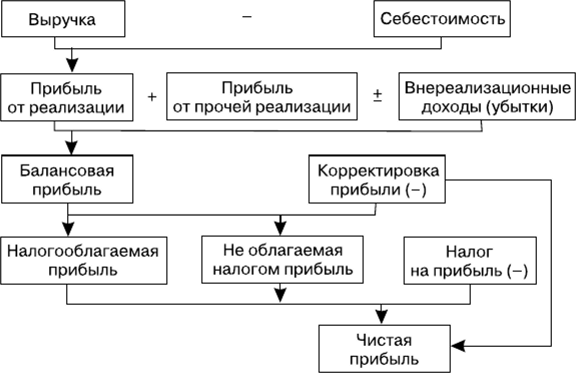 Выручка
–
Себестоимость
Прибыль
от реализации
+
Прибыль
от прочей реализации
±
Внереализационные
доходы (убытки)
Балансовая
прибыль
Корректировка
прибыли (–)
Налогооблагаемая
прибыль
Не облагаемая
налогом прибыль
Налог
на прибыль (–)
Чистая
прибыль